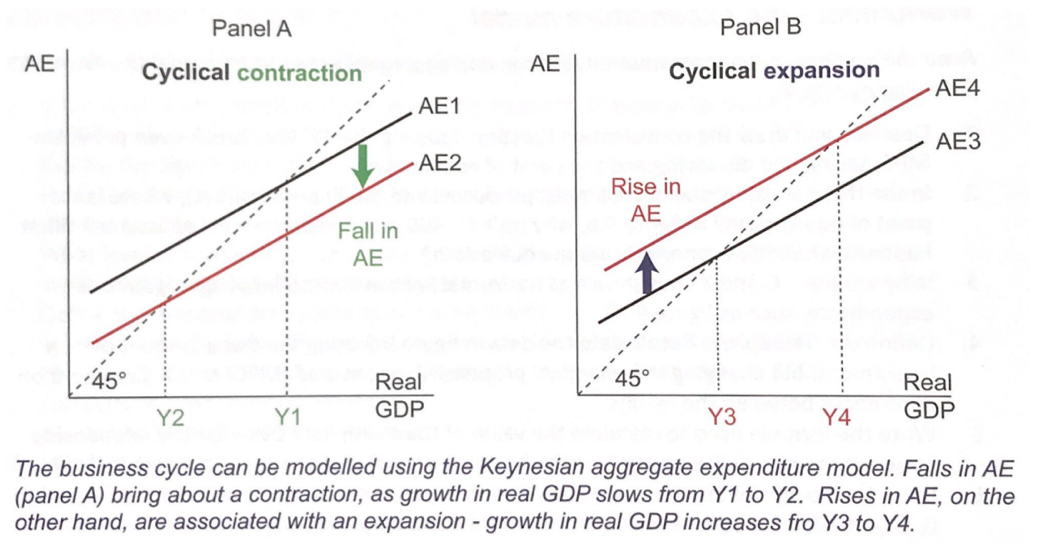 Panel A
AE
Cyclical contraction
AE1
AE2
Fall in
AE
45°
Real
GDP
Y2
Y1
Panel B
AE
Cyclical expansion
AE4
AE3
Rise in
AE
45°
Real
GDP
Y3
Y4
The business cycle can be modelled using the Keynesian aggregate expenditure model. Falls in AE
(panel A) bring about a contraction, as growth in real GDP slows from Y1 to Y2. Rises in AE, on the
other hand, are associated with an expansion - growth in real GDP increases fro Y3 to Y4.